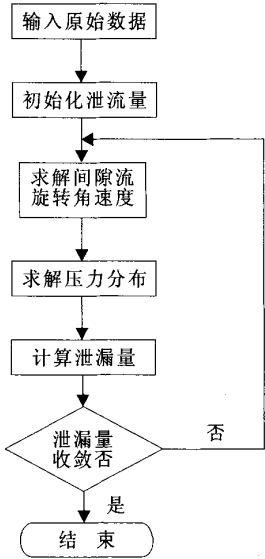 输入原始数据
初始化泄流量
求解间隙流
旋转角速度
求解压力分布
计算泄漏量
泄漏量
收敛否
否
是
结 束